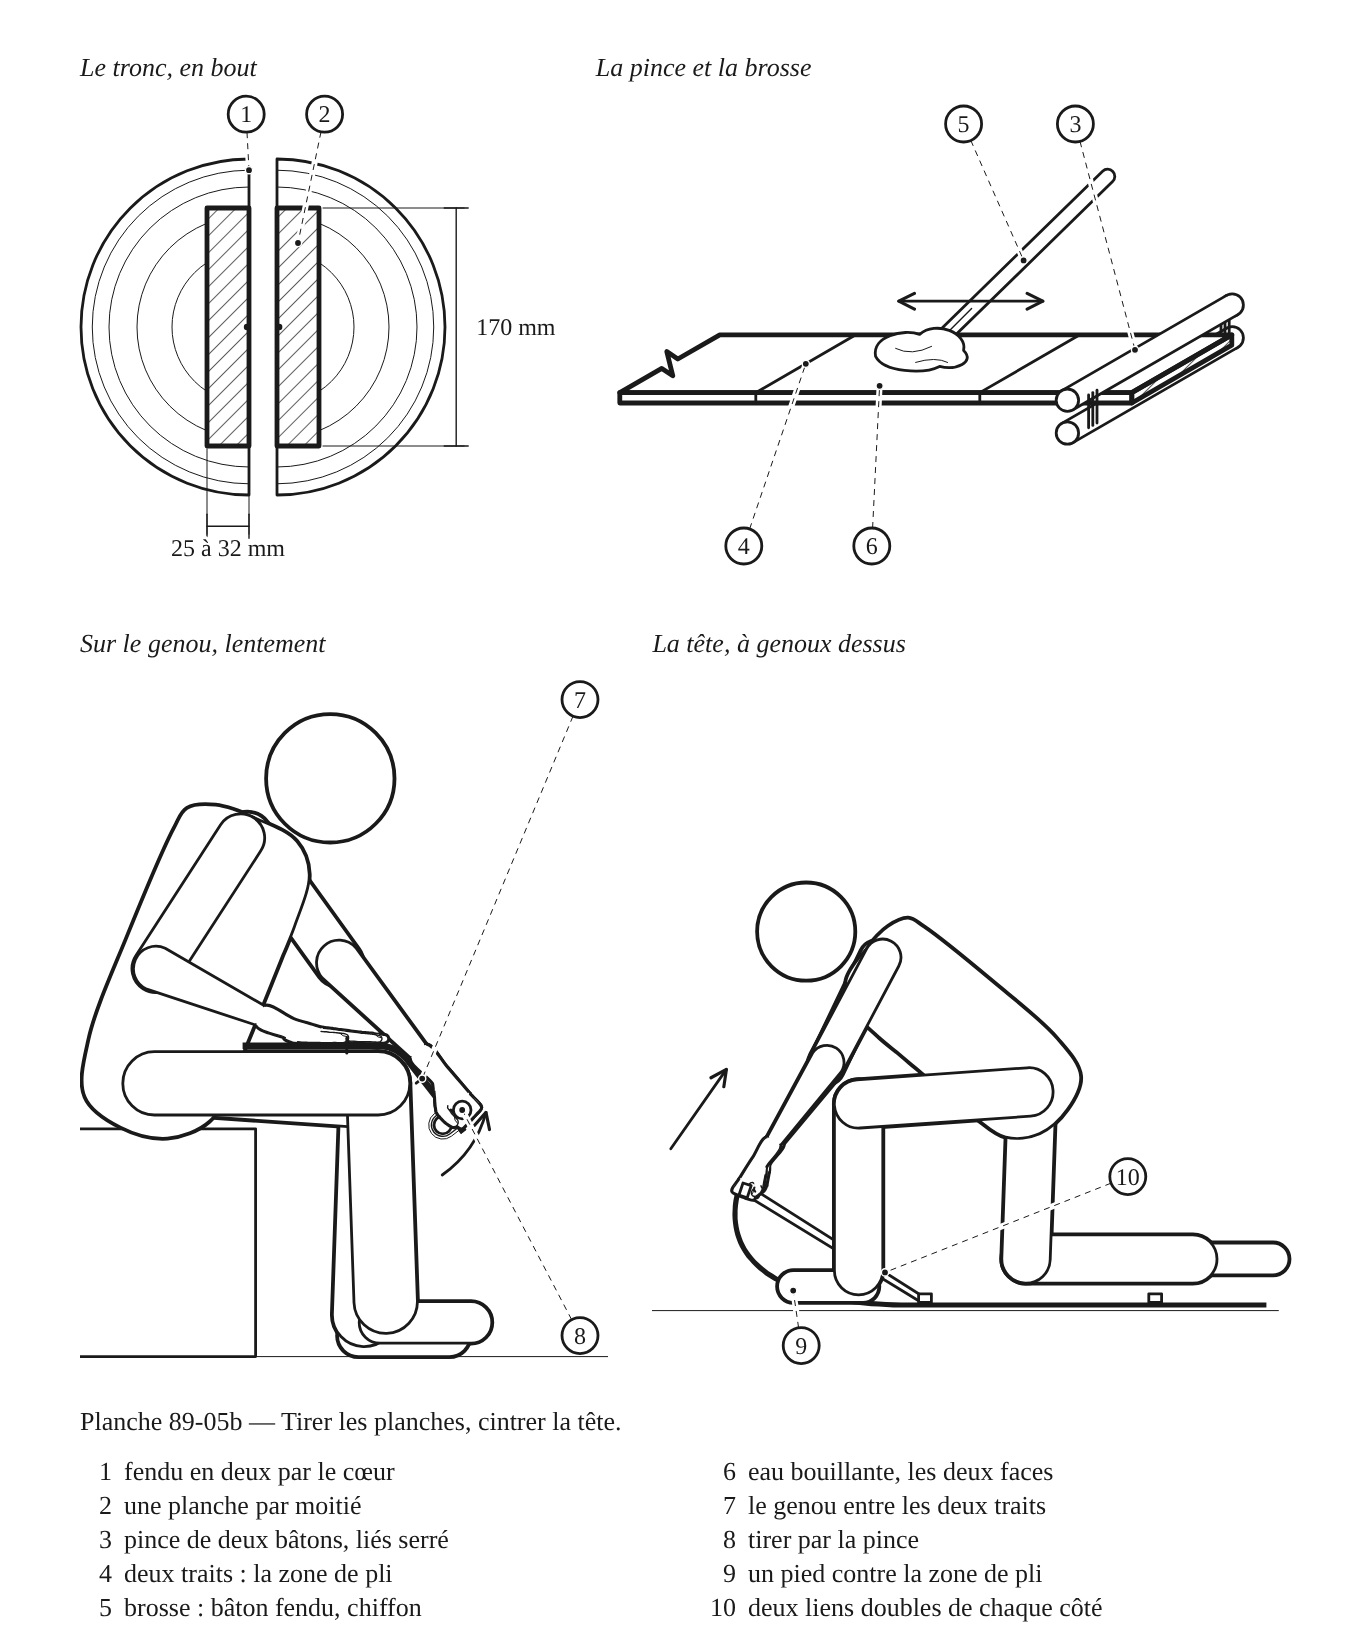 Le tronc, en bout
La pince et la brosse
1
2
5
3
170 mm
25 à 32 mm
4
6
Sur le genou, lentement
La tête, à genoux dessus
7
10
8
9
Planche 89-05b — Tirer les planches, cintrer la tête.
1 fendu en deux par le cœur
2 une planche par moitié
3 pince de deux bâtons, liés serré
4 deux traits : la zone de pli
5 brosse : bâton fendu, chiffon
6 eau bouillante, les deux faces
7 le genou entre les deux traits
8 tirer par la pince
9 un pied contre la zone de pli
10 deux liens doubles de chaque côté